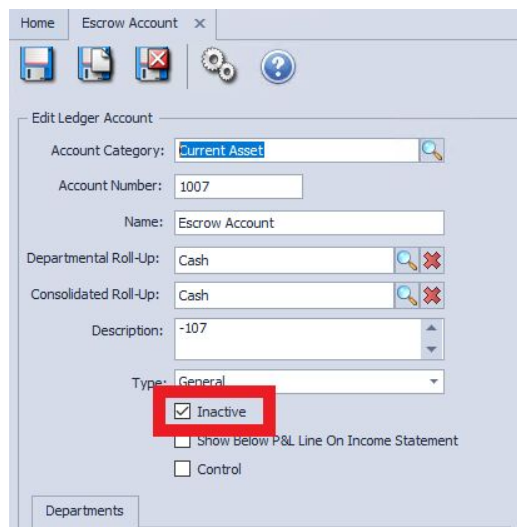 Home Escrow Account ×
Edit Ledger Account
Account Category: Current Asset
Account Number: 1007
Name: Escrow Account
Departmental Roll-Up: Cash
Consolidated Roll-Up: Cash
Description: -107
Type: General
Inactive
Show Below P&L Line On Income Statement
Control
Departments